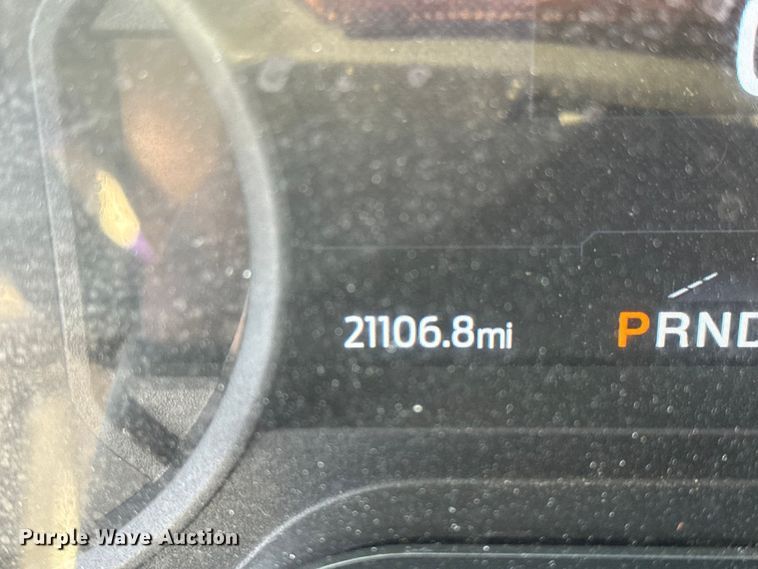 21106.8mi
PRND
Purple Wave Auction